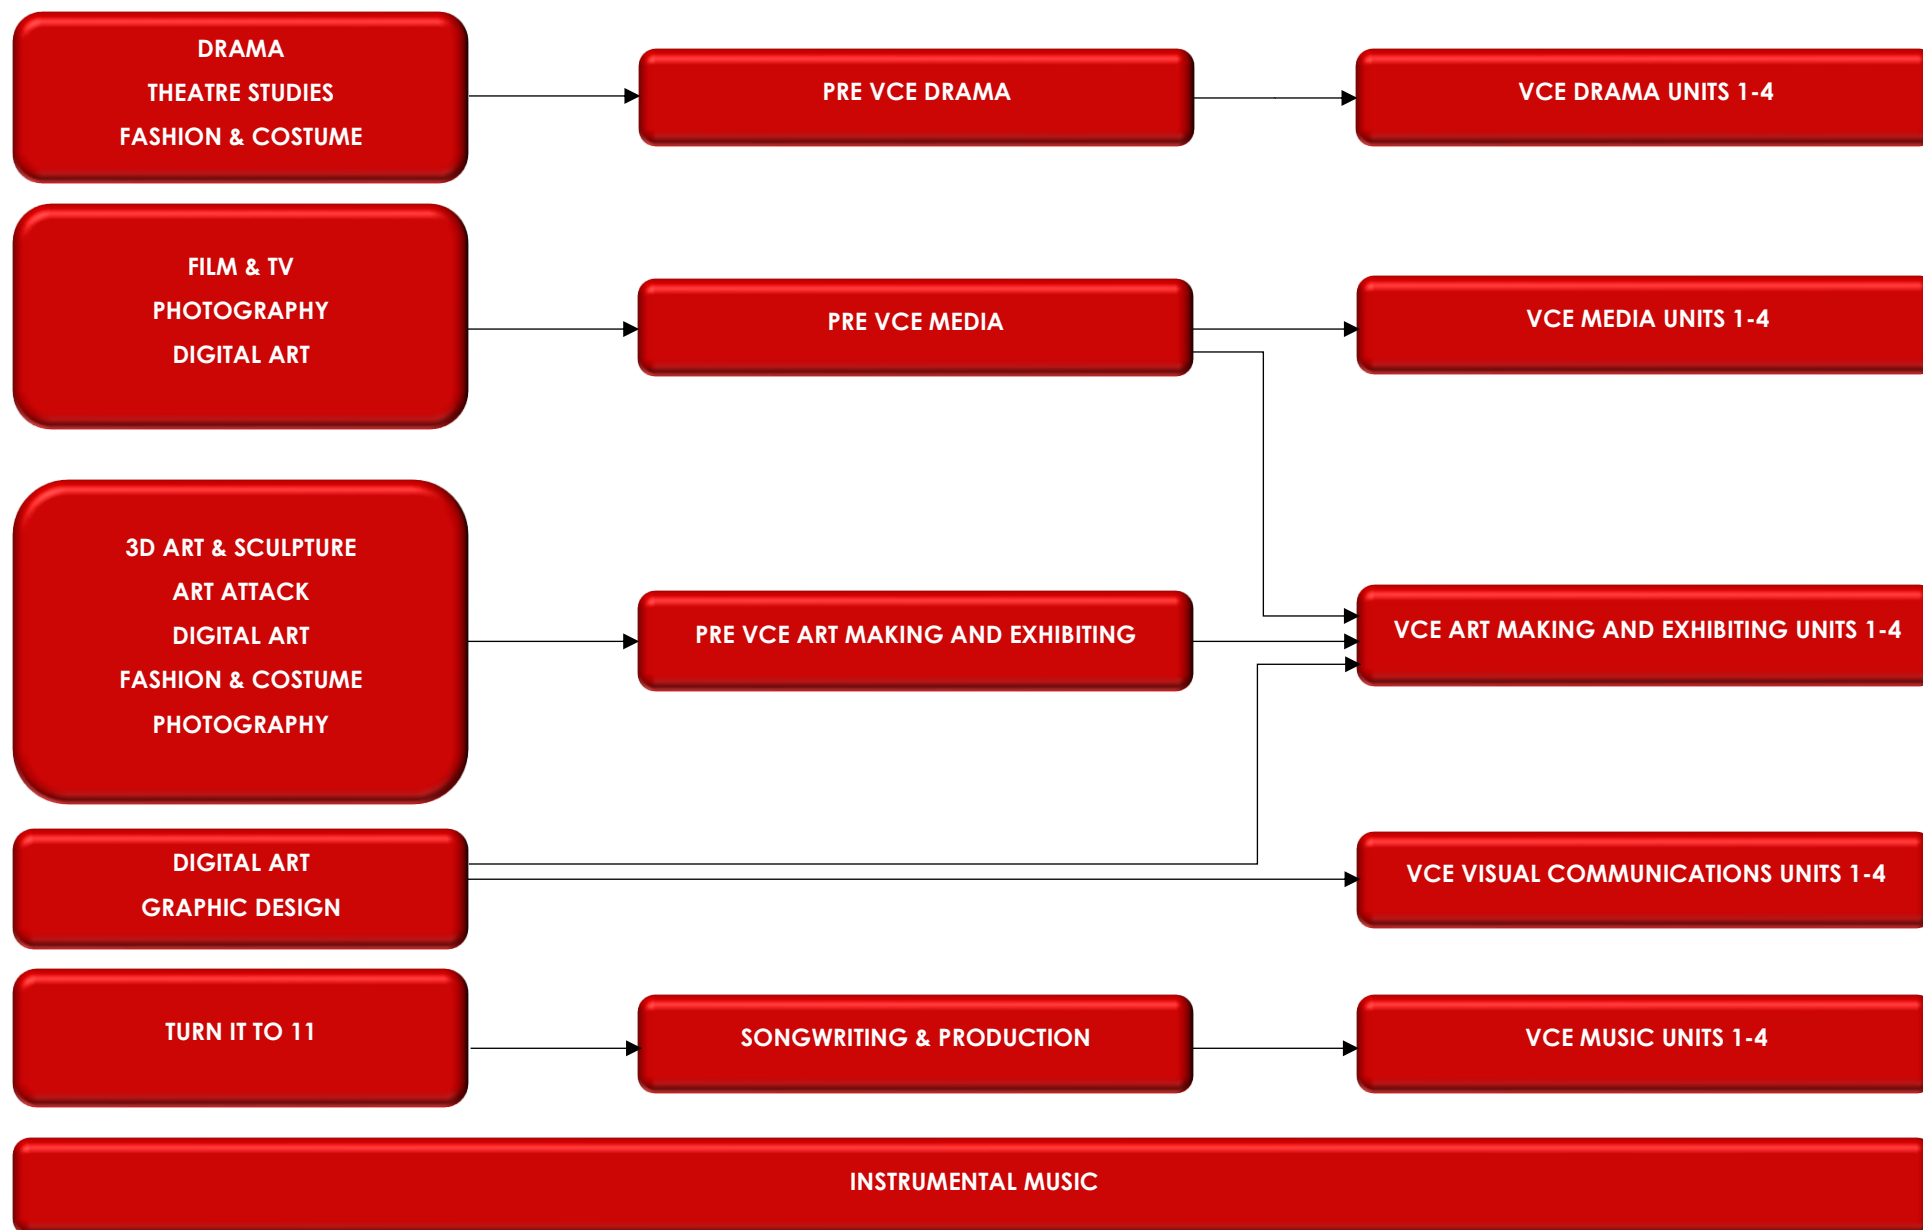 DRAMA
THEATRE STUDIES
FASHION & COSTUME
PRE VCE DRAMA
VCE DRAMA UNITS 1-4
FILM & TV
PHOTOGRAPHY
DIGITAL ART
PRE VCE MEDIA
VCE MEDIA UNITS 1-4
3D ART & SCULPTURE
ART ATTACK
DIGITAL ART
FASHION & COSTUME
PHOTOGRAPHY
PRE VCE ART MAKING AND EXHIBITING
VCE ART MAKING AND EXHIBITING UNITS 1-4
DIGITAL ART
GRAPHIC DESIGN
VCE VISUAL COMMUNICATIONS UNITS 1-4
TURN IT TO 11
SONGWRITING & PRODUCTION
VCE MUSIC UNITS 1-4
INSTRUMENTAL MUSIC